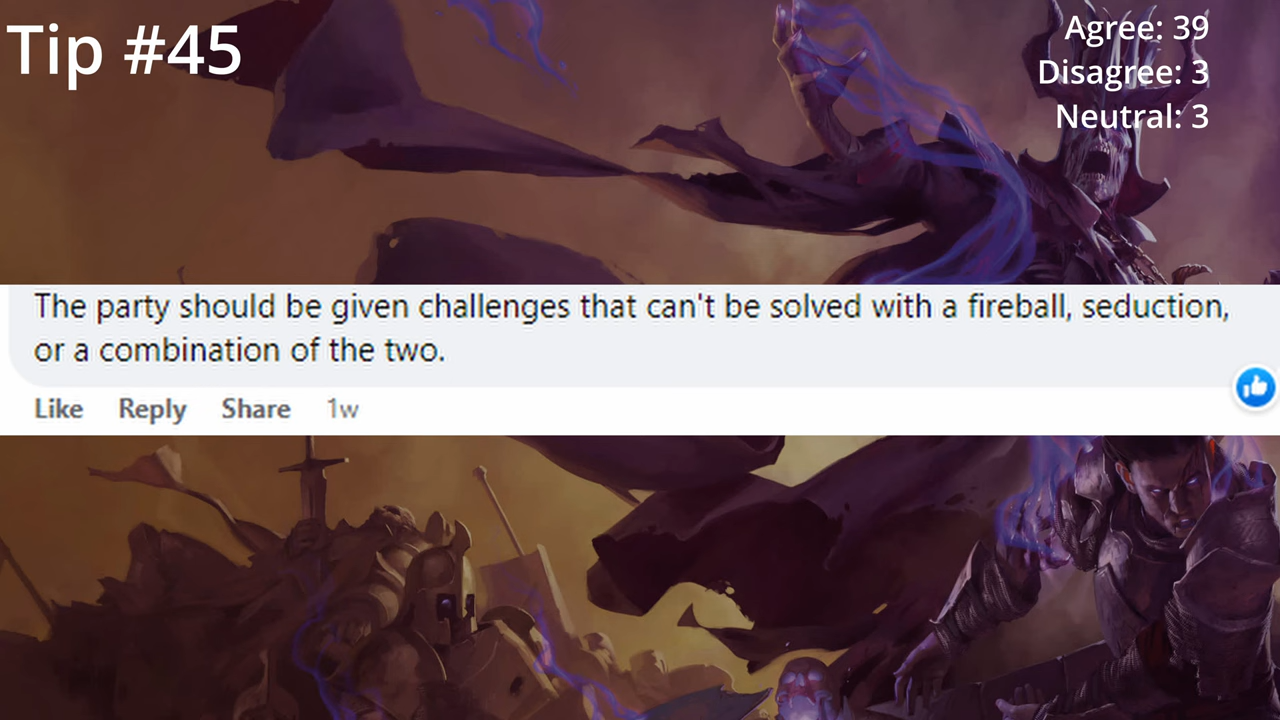 Tip #45
Agree: 39
Disagree: 3
Neutral: 3
The party should be given challenges that can't be solved with a fireball, seduction,
or a combination of the two.
Like Reply Share 1w